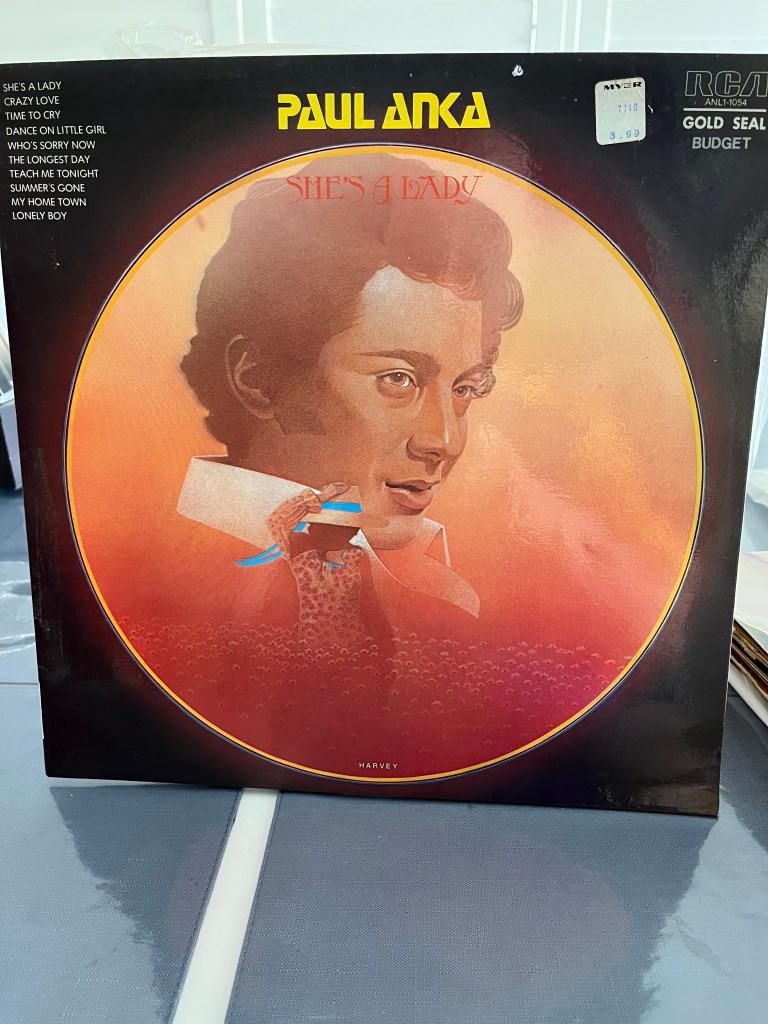 SHE'S A LADY
CRAZY LOVE
TIME TO CRY
DANCE ON LITTLE GIRL
WHO'S SORRY NOW
THE LONGEST DAY
TEACH ME TONIGHT
SUMMER'S GONE
MY HOME TOWN
LONELY BOY
PAUL ANKA
MYER
7710
3.99
RCA
ANL1-1054
GOLD SEAL
BUDGET
SHE'S A LADY
HARVEY